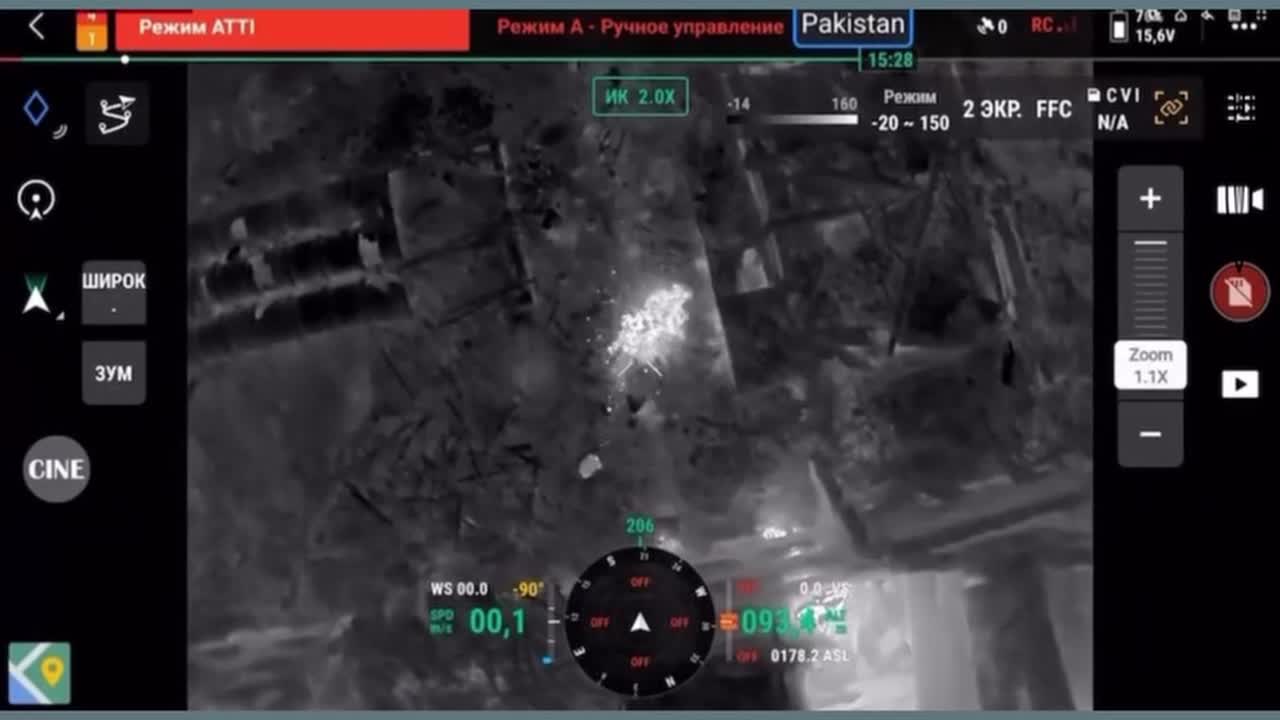 Режим ATTI
Режим А - Ручное управление
Pakistan
0
RC
15,6V
15:28
ИК 2.0X
-14 160
Режим
-20 ~ 150
2 ЭКР.
FFC
CVI
N/A
ШИРОК
.
ЗУМ
CINE
+
Zoom
1.1X
−
206
WS 00.0
-90°
SPD
m/s
00,1
S
W
N
E
OFF
OFF
OFF
OFF
0.0 VS
093,4
ALT
m
OFF
0178.2 ASL